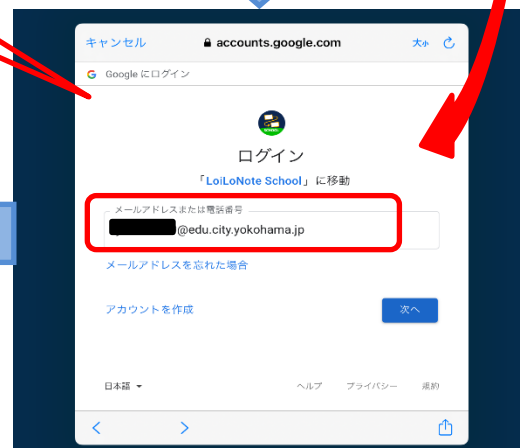 キャンセル accounts.google.com 大小
G Google にログイン
ログイン
「LoiLoNote School」に移動
メールアドレスまたは電話番号
@edu.city.yokohama.jp
メールアドレスを忘れた場合
アカウントを作成 次へ
日本語 ヘルプ プライバシー 規約